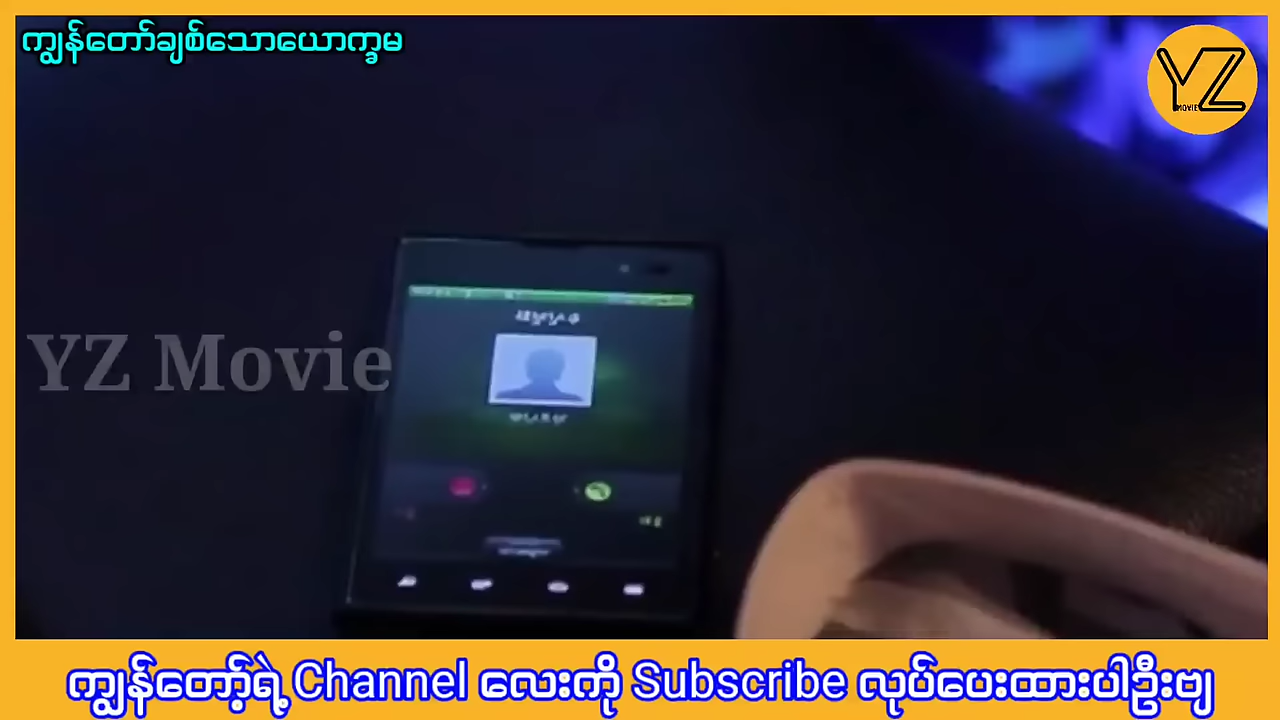 ကျွန်တော်ချစ်သောယောက္ခမ
YZ
MOVIE
YZ Movie
ကျွန်တော့်ရဲ့ Channel လေးကို Subscribe လုပ်ပေးထားပါဦးဗျ